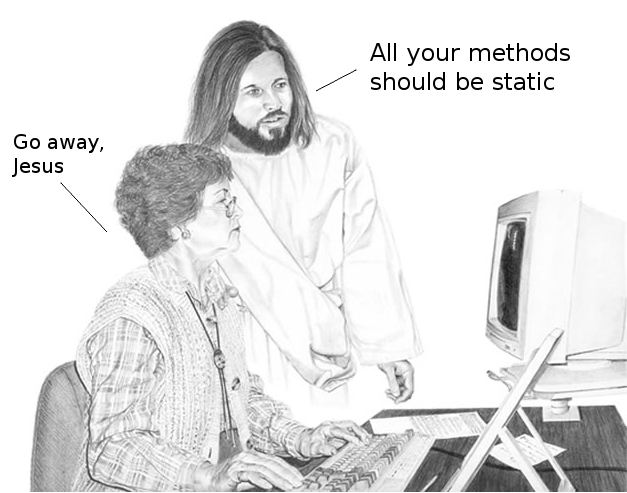 All your methods
should be static
Go away,
Jesus